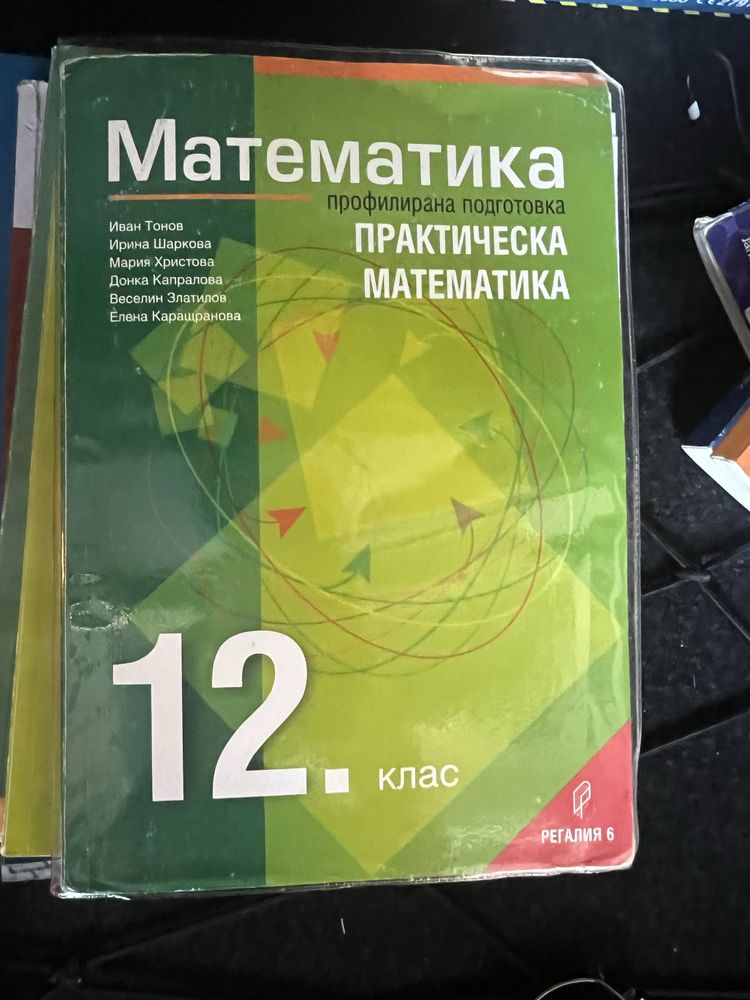 Математика
профилирана подготовка
ПРАКТИЧЕСКА
МАТЕМАТИКА
Иван Тонов
Ирина Шаркова
Мария Христова
Донка Капралова
Веселин Златилов
Елена Каращранова
12. клас
РЕГАЛИЯ 6